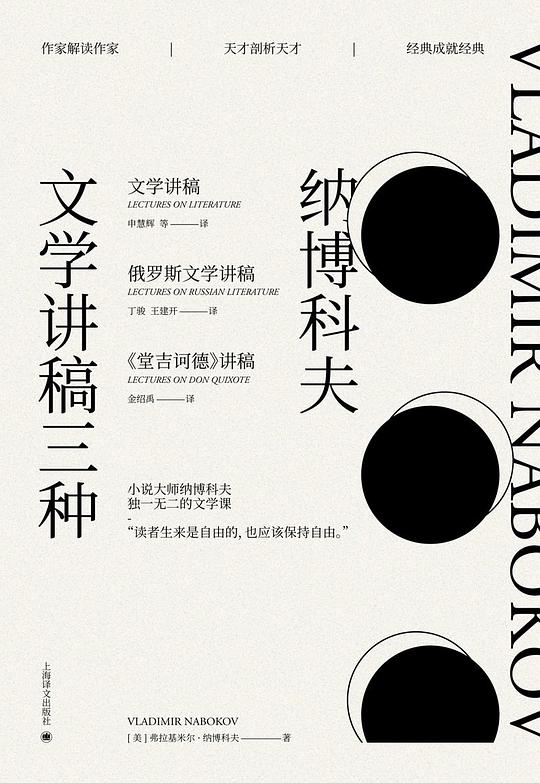 作家解读作家 | 天才剖析天才 | 经典成就经典
VLADIMIR NABOKOV
纳博科夫
文学讲稿三种
文学讲稿
LECTURES ON LITERATURE
申慧辉 等———译
俄罗斯文学讲稿
LECTURES ON RUSSIAN LITERATURE
丁骏 王建开———译
《堂吉诃德》讲稿
LECTURES ON DON QUIXOTE
金绍禹———译
小说大师纳博科夫
独一无二的文学课
-
“读者生来是自由的, 也应该保持自由。”
上海译文出版社
VLADIMIR NABOKOV
[ 美 ] 弗拉基米尔 · 纳博科夫————著